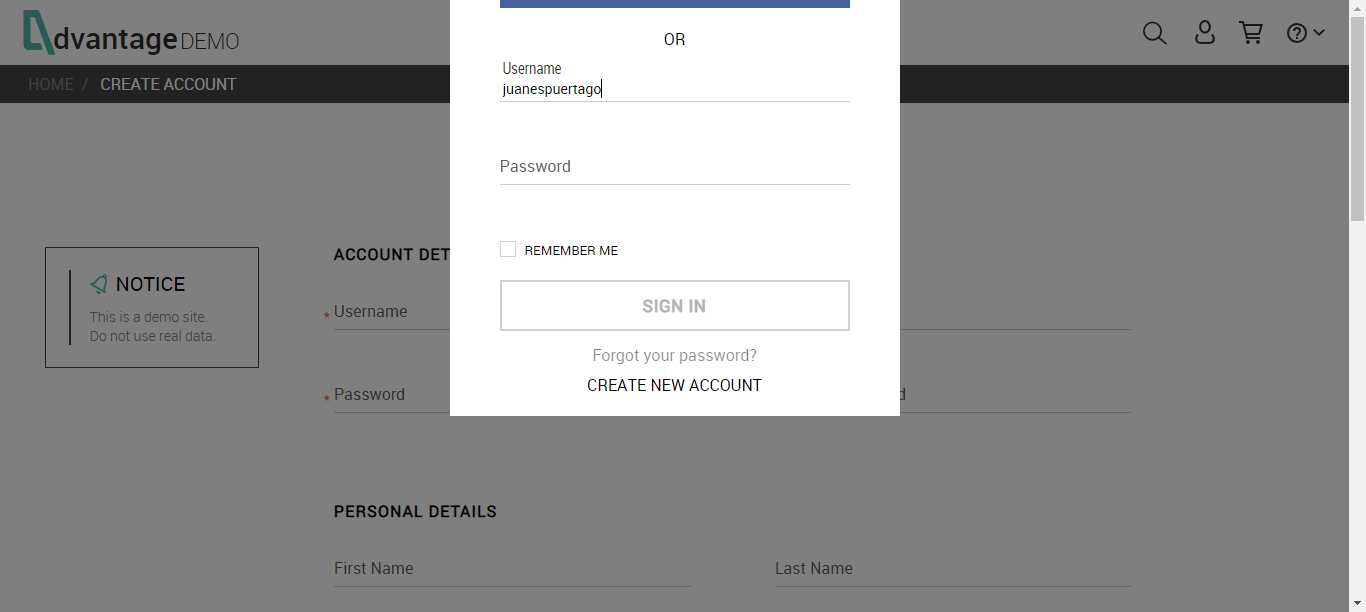 dvantage DEMO
HOME / CREATE ACCOUNT
OR
Username
juanespuertago
Password
REMEMBER ME
SIGN IN
Forgot your password?
CREATE NEW ACCOUNT
NOTICE
This is a demo site.
Do not use real data.
ACCOUNT DET
* Username
* Password
d
PERSONAL DETAILS
First Name
Last Name